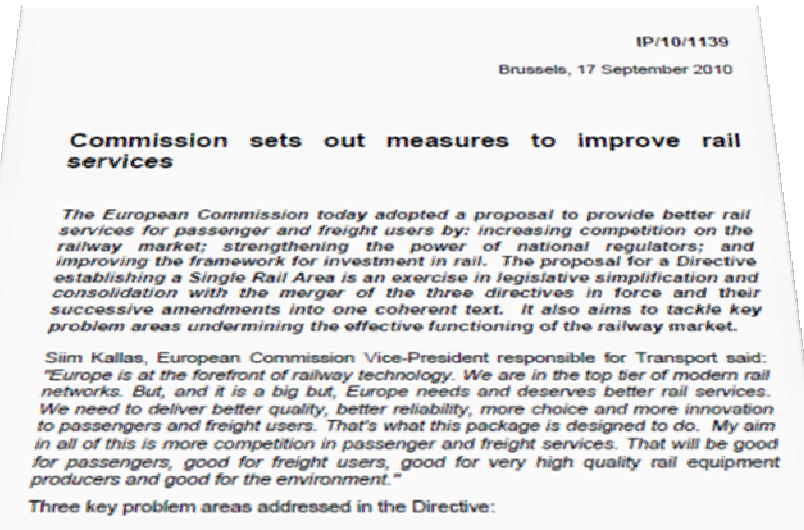 IP/10/1139
Brussels, 17 September 2010
Commission sets out measures to improve rail
services
The European Commission today adopted a proposal to provide better rail
services for passenger and freight users by: increasing competition on the
railway market; strengthening the power of national regulators; and
improving the framework for investment in rail. The proposal for a Directive
establishing a Single Rail Area is an exercise in legislative simplification and
consolidation with the merger of the three directives in force and their
successive amendments into one coherent text. It also aims to tackle key
problem areas undermining the effective functioning of the railway market.
Siim Kallas, European Commission Vice-President responsible for Transport said:
"Europe is at the forefront of railway technology. We are in the top tier of modern rail
networks. But, and it is a big but, Europe needs and deserves better rail services.
We need to deliver better quality, better reliability, more choice and more innovation
to passengers and freight users. That's what this package is designed to do. My aim
in all of this is more competition in passenger and freight services. That will be good
for passengers, good for freight users, good for very high quality rail equipment
producers and good for the environment."
Three key problem areas addressed in the Directive: